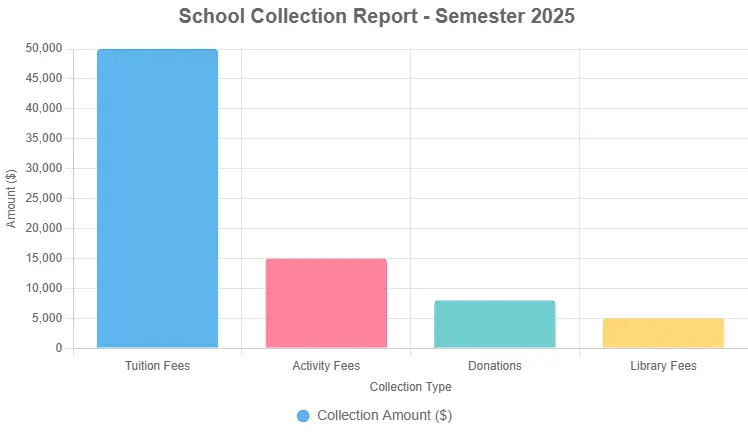 School Collection Report - Semester 2025
50,000
45,000
40,000
35,000
30,000
25,000
20,000
15,000
10,000
5,000
0
Amount ($)
Tuition Fees
Activity Fees
Donations
Library Fees
Collection Type
Collection Amount ($)